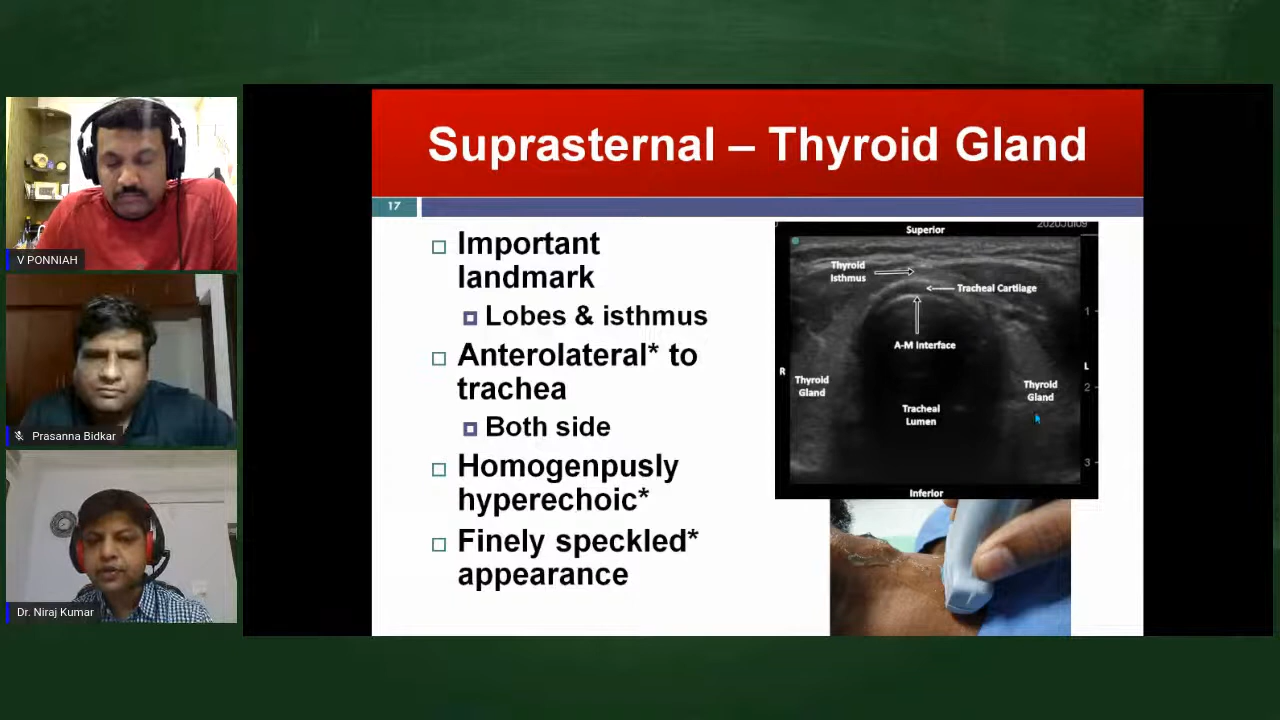 Suprasternal – Thyroid Gland
17
Important
landmark
Lobes & isthmus
Anterolateral* to
trachea
Both side
Homogenpusly
hyperechoic*
Finely speckled*
appearance
2020Jul09
Superior
Thyroid
Isthmus
Tracheal Cartilage
1
A-M Interface
R
L
Thyroid
Gland
Thyroid
Gland
2
Tracheal
Lumen
3
Inferior
V PONNIAH
Prasanna Bidkar
Dr. Niraj Kumar